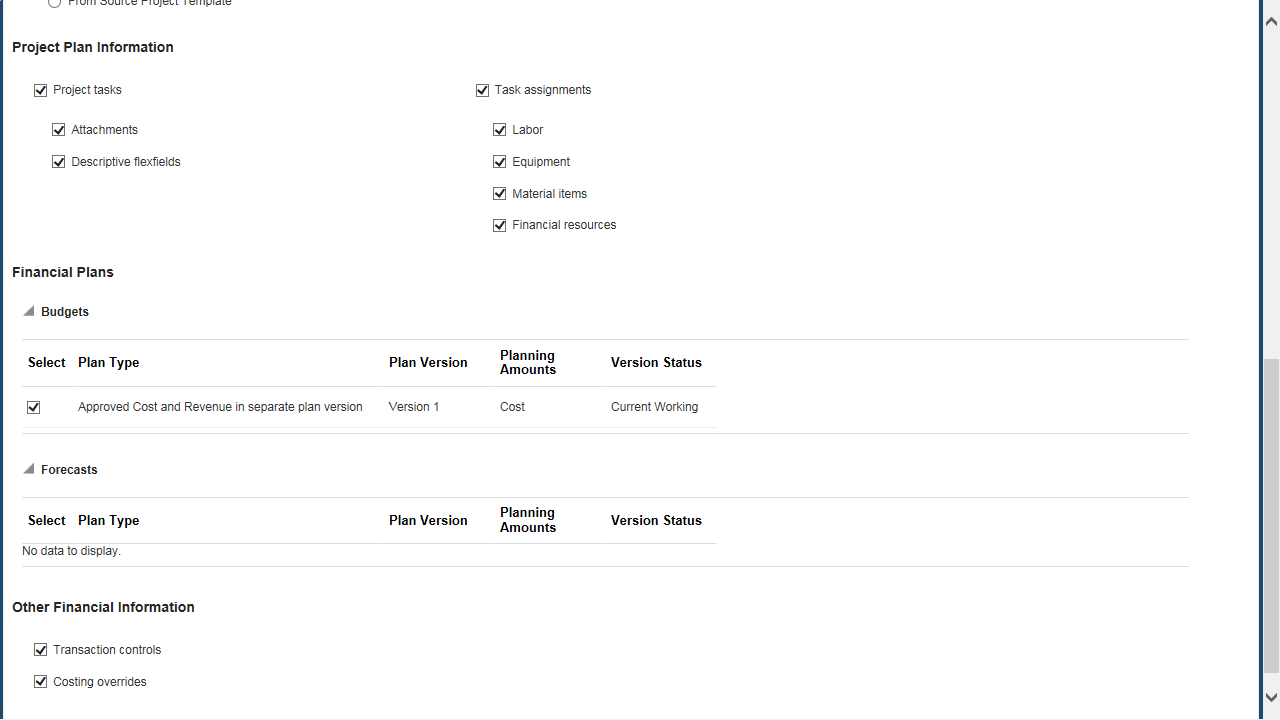 From Source Project Template
Project Plan Information
Project tasks
Task assignments
Attachments
Labor
Descriptive flexfields
Equipment
Material items
Financial resources
Financial Plans
Budgets
Select Plan Type Plan Version Planning Amounts Version Status
Approved Cost and Revenue in separate plan version Version 1 Cost Current Working
Forecasts
Select Plan Type Plan Version Planning Amounts Version Status
No data to display.
Other Financial Information
Transaction controls
Costing overrides